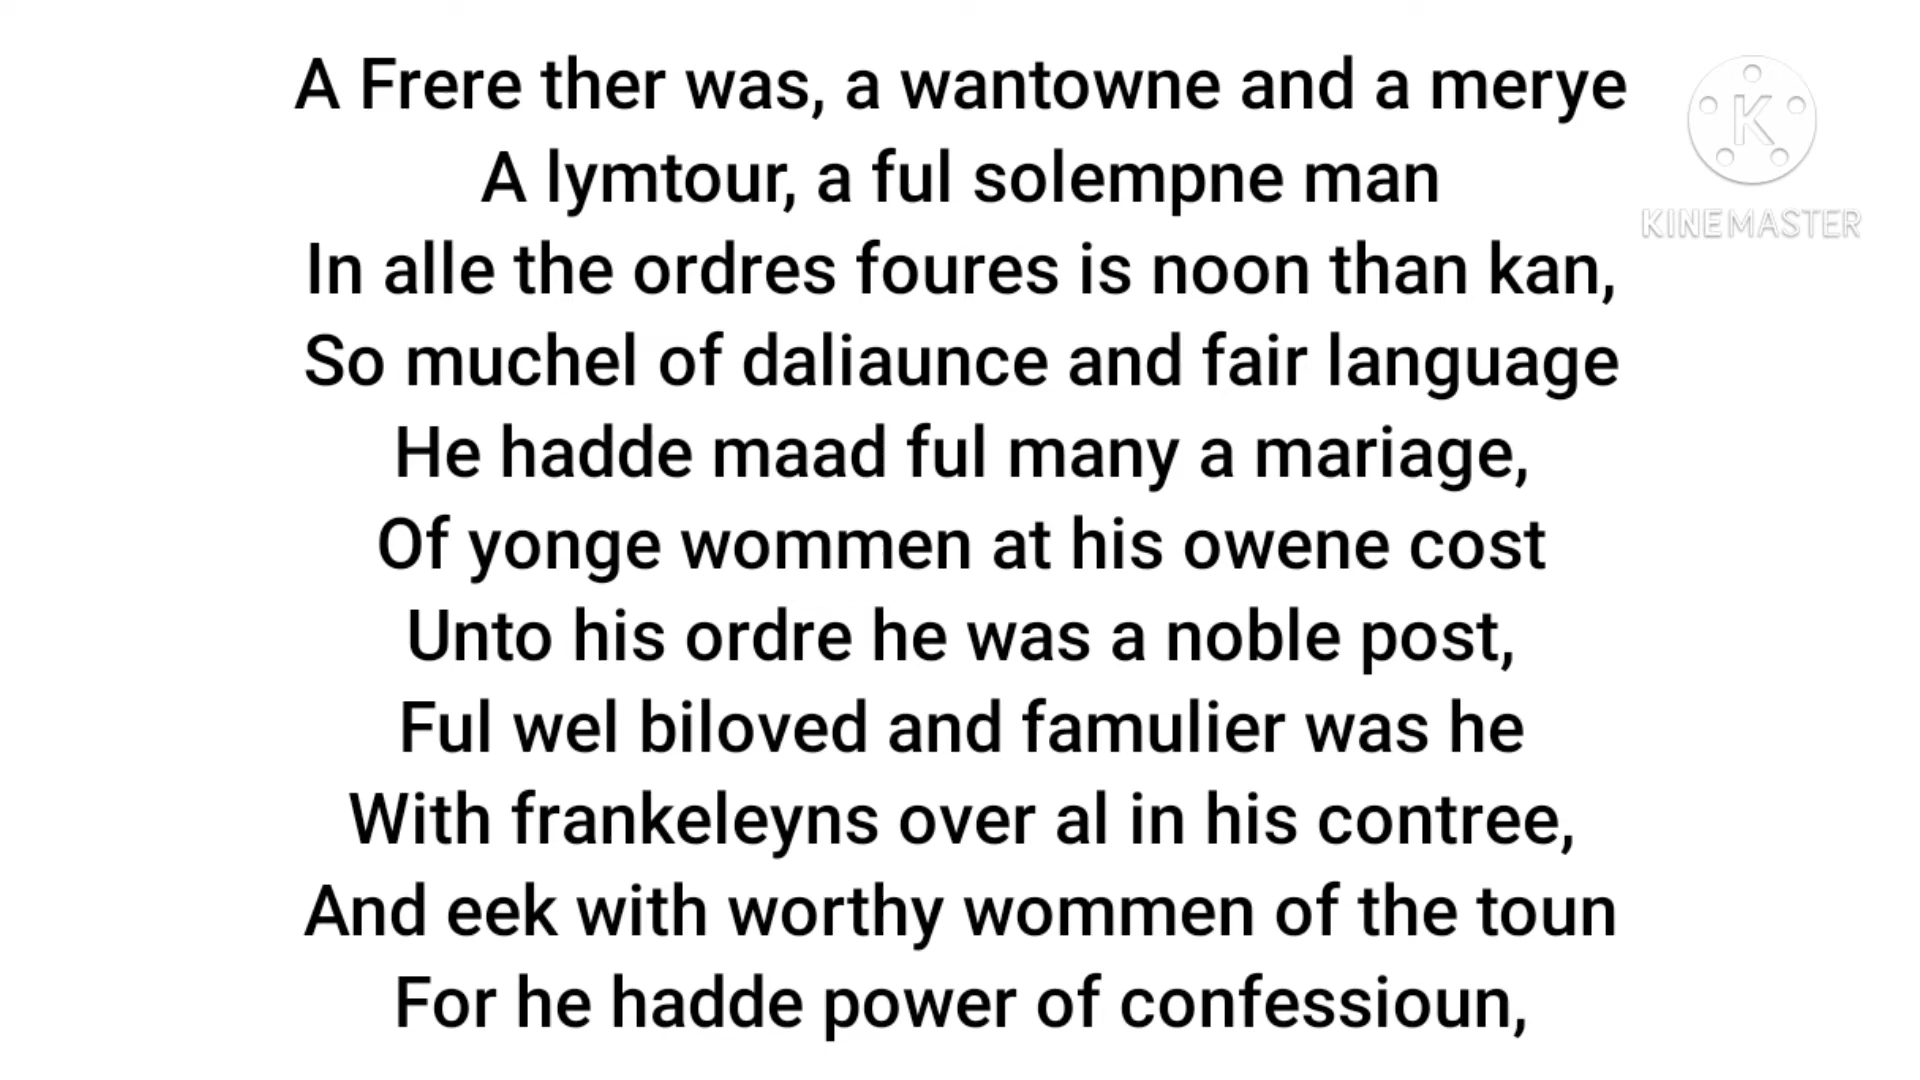 A Frere ther was, a wantowne and a merye
A lymtour, a ful solempne man
In alle the ordres foures is noon than kan,
So muchel of daliaunce and fair language
He hadde maad ful many a mariage,
Of yonge wommen at his owene cost
Unto his ordre he was a noble post,
Ful wel biloved and famulier was he
With frankeleyns over al in his contree,
And eek with worthy wommen of the toun
For he hadde power of confessioun,
K
KINEMASTER